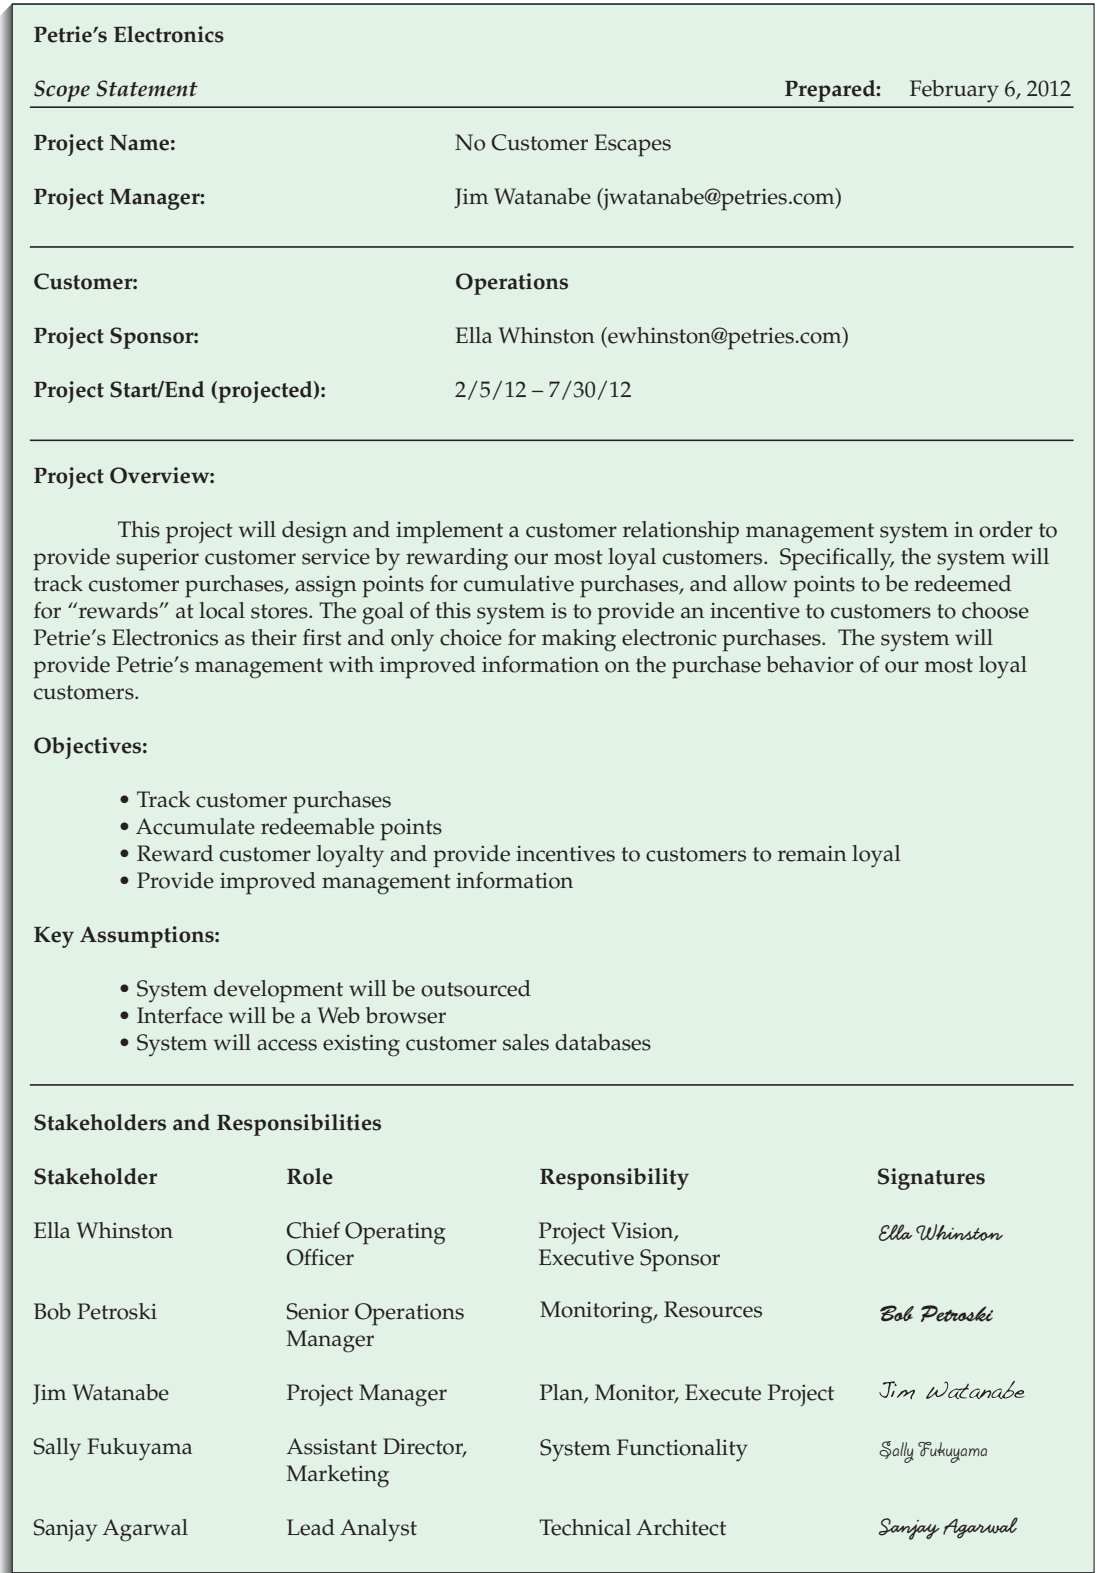 Petrie's Electronics
Scope Statement Prepared: February 6, 2012
Project Name: No Customer Escapes
Project Manager: Jim Watanabe (jwatanabe@petries.com)
Customer: Operations
Project Sponsor: Ella Whinston (ewhinston@petries.com)
Project Start/End (projected): 2/5/12 – 7/30/12
Project Overview:
This project will design and implement a customer relationship management system in order to
provide superior customer service by rewarding our most loyal customers. Specifically, the system will
track customer purchases, assign points for cumulative purchases, and allow points to be redeemed
for “rewards” at local stores. The goal of this system is to provide an incentive to customers to choose
Petrie's Electronics as their first and only choice for making electronic purchases. The system will
provide Petrie's management with improved information on the purchase behavior of our most loyal
customers.
Objectives:
• Track customer purchases
• Accumulate redeemable points
• Reward customer loyalty and provide incentives to customers to remain loyal
• Provide improved management information
Key Assumptions:
• System development will be outsourced
• Interface will be a Web browser
• System will access existing customer sales databases
Stakeholders and Responsibilities
Stakeholder Role Responsibility Signatures
Ella Whinston Chief Operating Project Vision, Ella Whinston
Officer Executive Sponsor
Bob Petroski Senior Operations Monitoring, Resources Bob Petroski
Manager
Jim Watanabe Project Manager Plan, Monitor, Execute Project Jim Watanabe
Sally Fukuyama Assistant Director, System Functionality Sally Fukuyama
Marketing
Sanjay Agarwal Lead Analyst Technical Architect Sanjay Agarwal